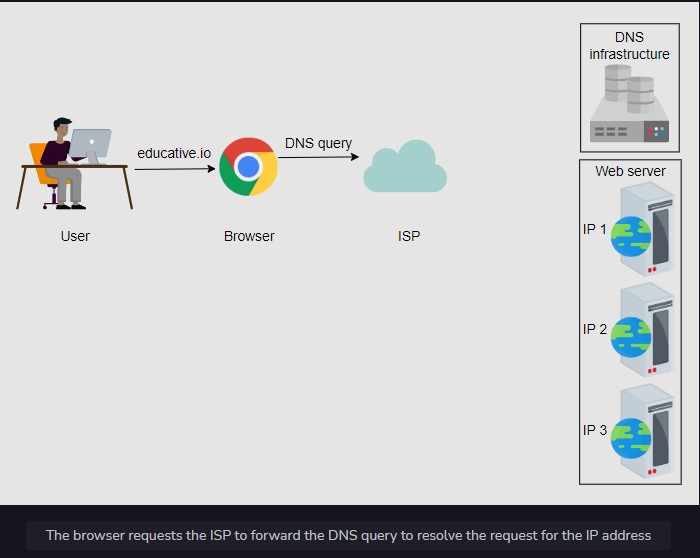 DNS
infrastructure
educative.io
DNS query
User
Browser
ISP
Web server
IP 1
IP 2
IP 3
The browser requests the ISP to forward the DNS query to resolve the request for the IP address